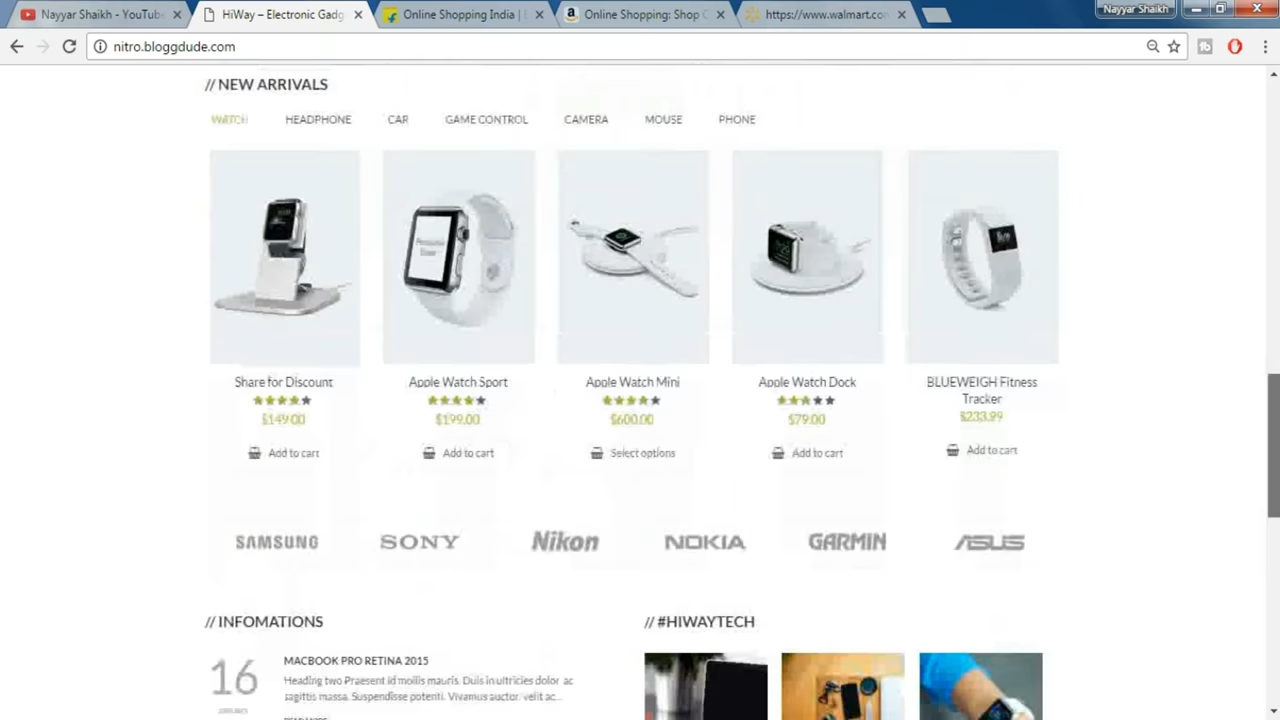 Nayyar Shaikh - YouTube
HiWay – Electronic Gadg
Online Shopping India |
Online Shopping: Shop
https://www.walmart.co
Nayyar Shaikh
nitro.bloggdude.com
// NEW ARRIVALS
WATCH HEADPHONE CAR GAME CONTROL CAMERA MOUSE PHONE
Share for Discount
$149.00
Add to cart
Apple Watch Sport
$199.00
Add to cart
Apple Watch Mini
$600.00
Select options
Apple Watch Dock
$79.00
Add to cart
BLUEWEIGH Fitness
Tracker
$233.99
Add to cart
SAMSUNG SONY Nikon NOKIA GARMIN ASUS
// INFOMATIONS
16
MACBOOK PRO RETINA 2015
Heading two Praesent id mollis mauris. Duis in ultricies dolor ac
sagittis massa. Suspendisse potenti. Vivamus auctor velit ac...
// #HIWAYTECH